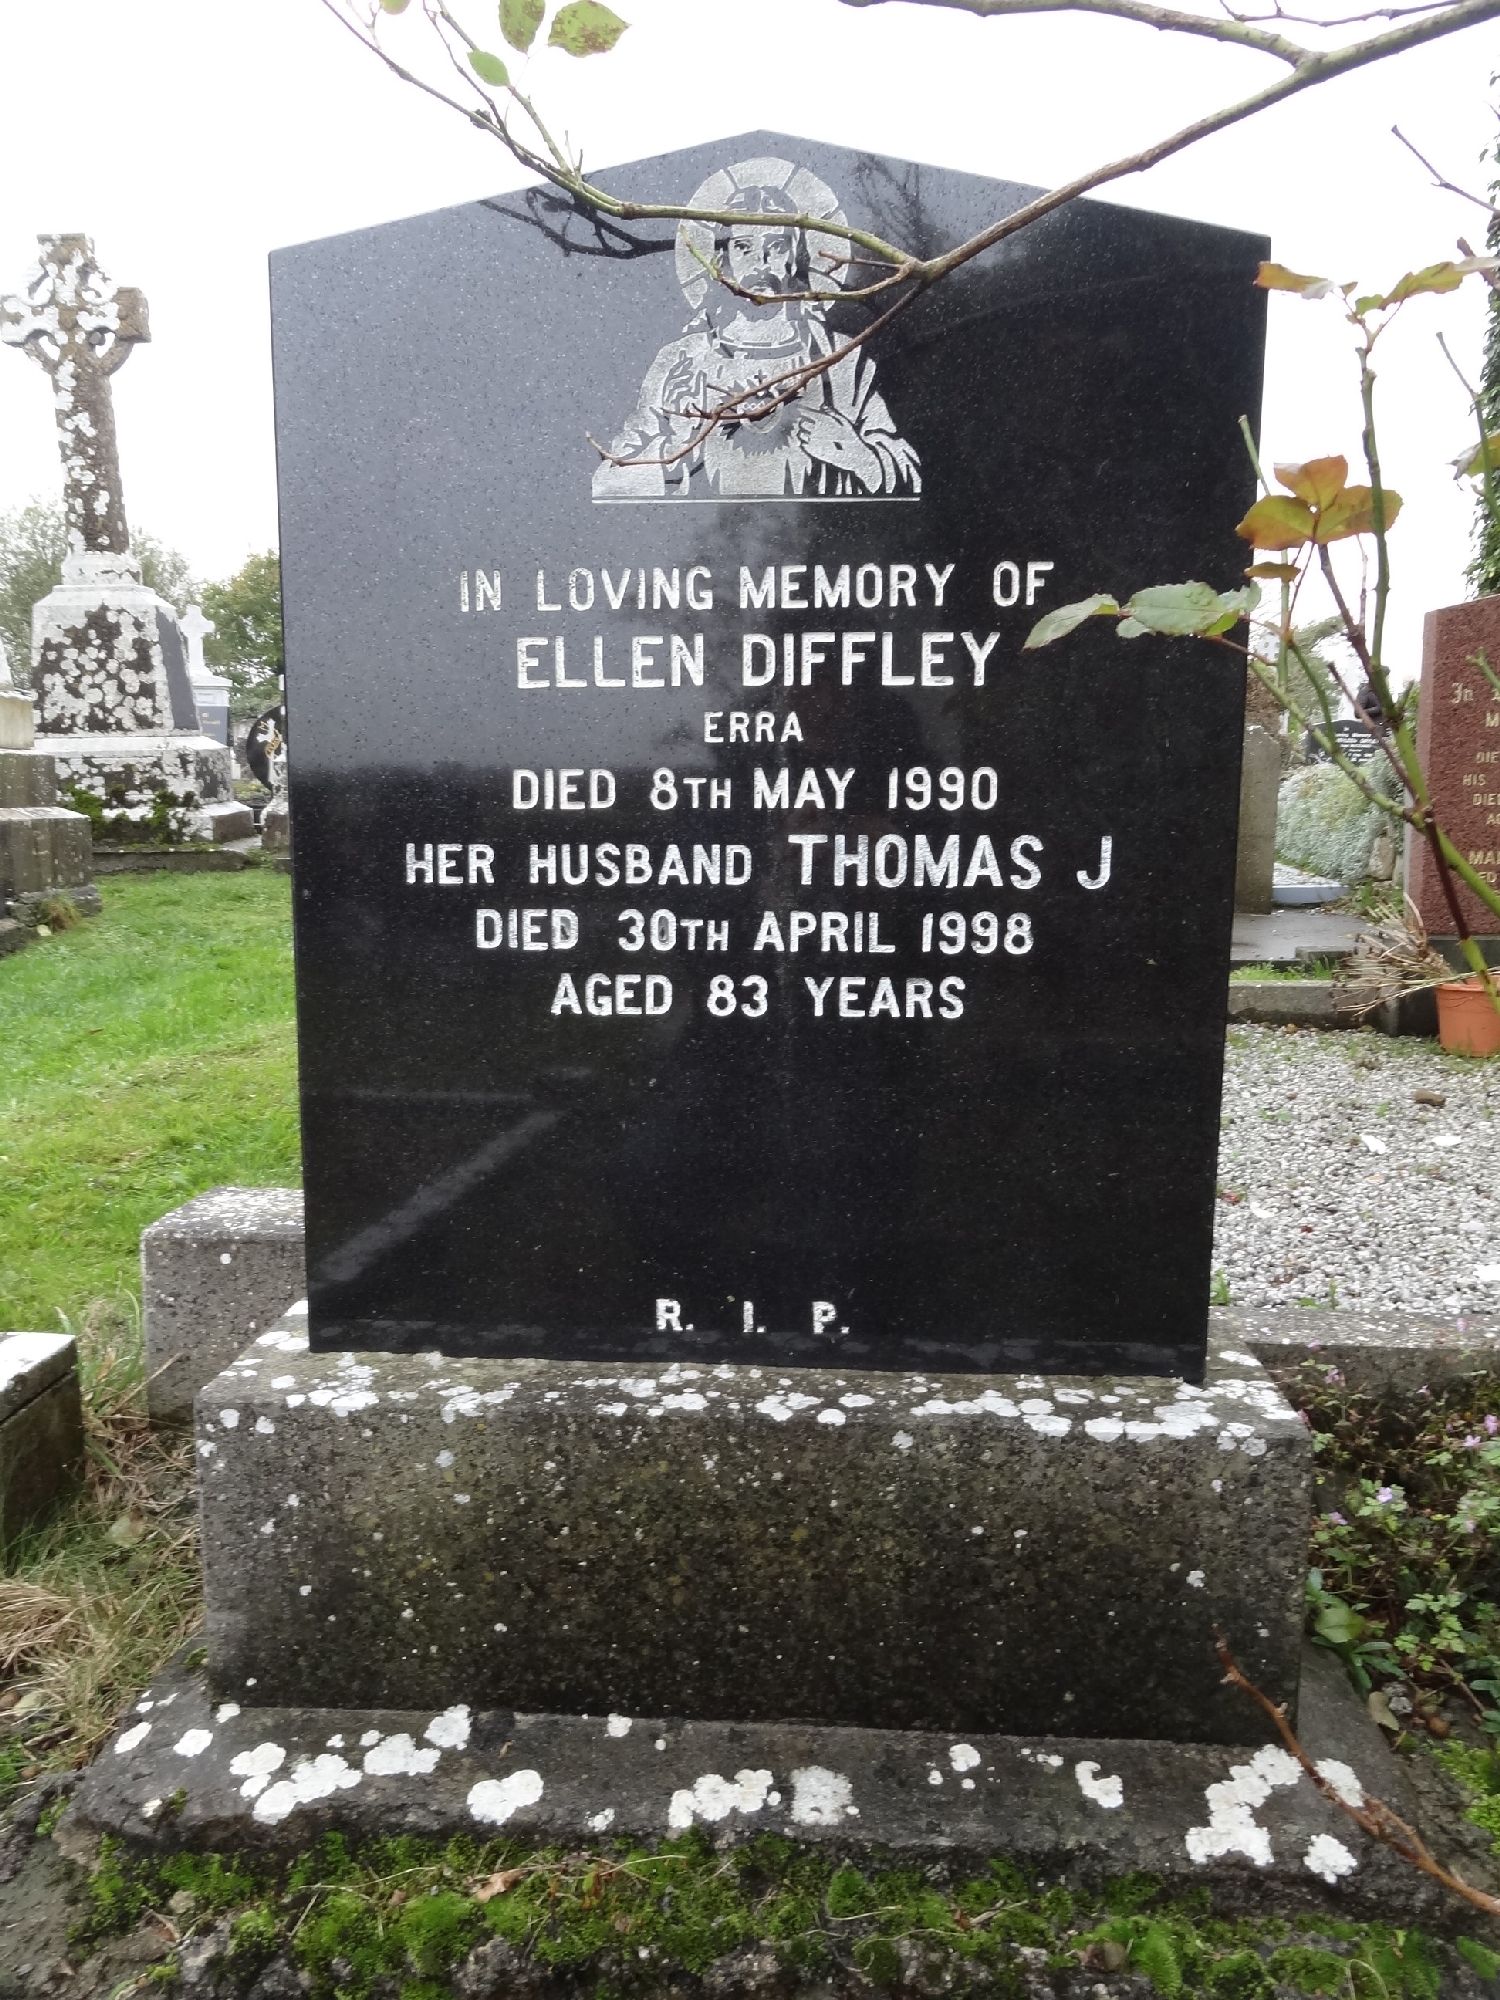 IN LOVING MEMORY OF
ELLEN DIFFLEY
ERRA
DIED 8TH MAY 1990
HER HUSBAND THOMAS J
DIED 30TH APRIL 1998
AGED 83 YEARS
R. I. P.